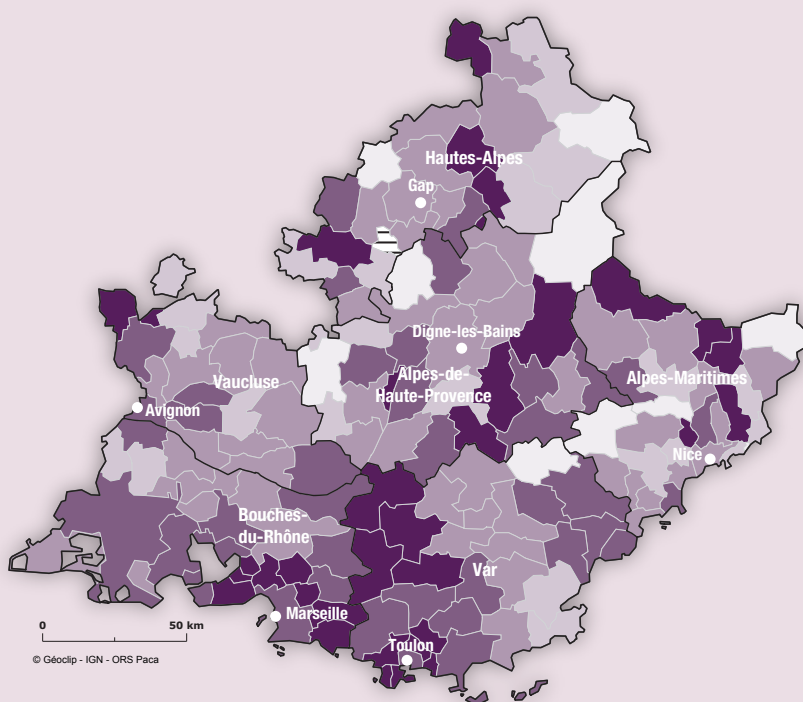 Hautes-Alpes
Gap
Digne-les-Bains
Alpes-de-
Haute-Provence
Vaucluse
Alpes-Maritimes
Avignon
Nice
Bouches-
du-Rhône
Var
Marseille
Toulon
0 50 km
© Géoclip - IGN - ORS Paca